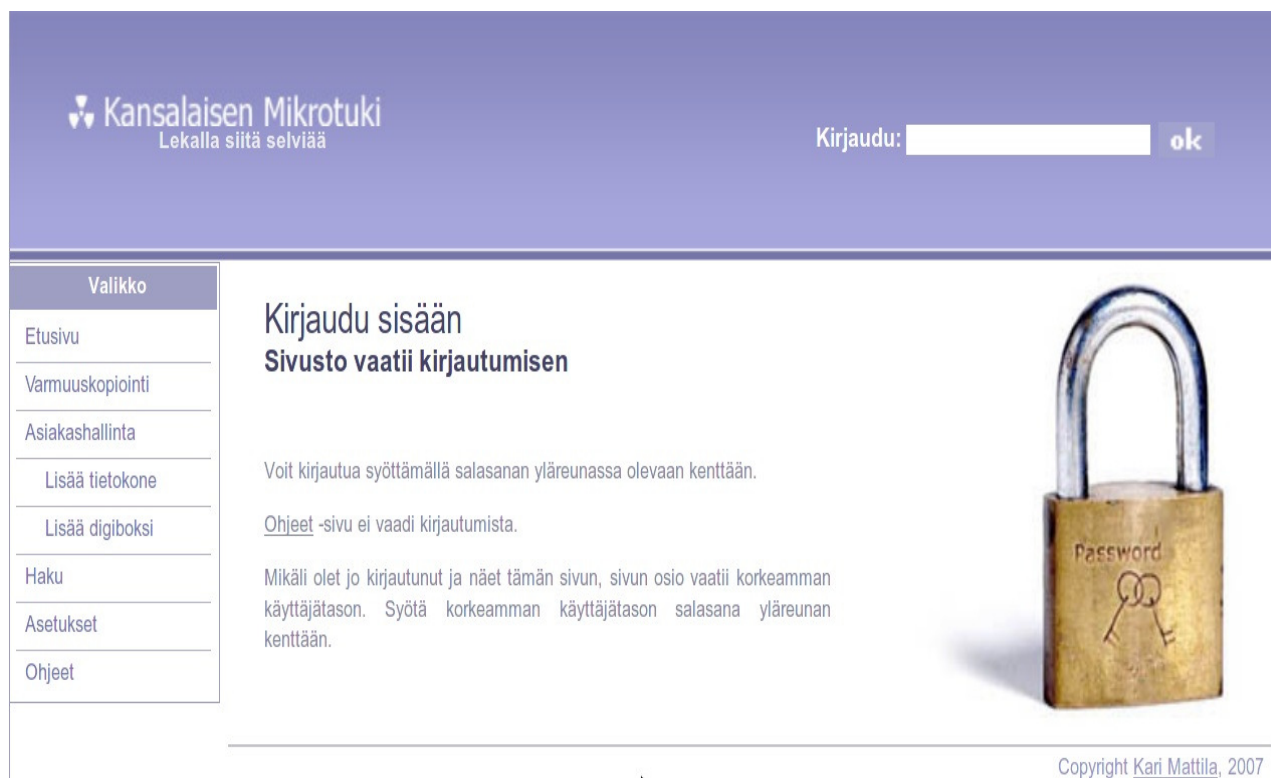 Kansalaisen Mikrotuki
Lekalla siitä selviää
Kirjaudu:
ok
Valikko
Etusivu
Varmuuskopiointi
Asiakashallinta
Lisää tietokone
Lisää digiboksi
Haku
Asetukset
Ohjeet
Kirjaudu sisään
Sivusto vaatii kirjautumisen
Voit kirjautua syöttämällä salasanan yläreunassa olevaan kenttään.
Ohjeet -sivu ei vaadi kirjautumista.
Mikäli olet jo kirjautunut ja näet tämän sivun, sivun osio vaatii korkeamman
käyttäjätason. Syötä korkeamman käyttäjätason salasana yläreunan
kenttään.
Password
Copyright Kari Mattila, 2007